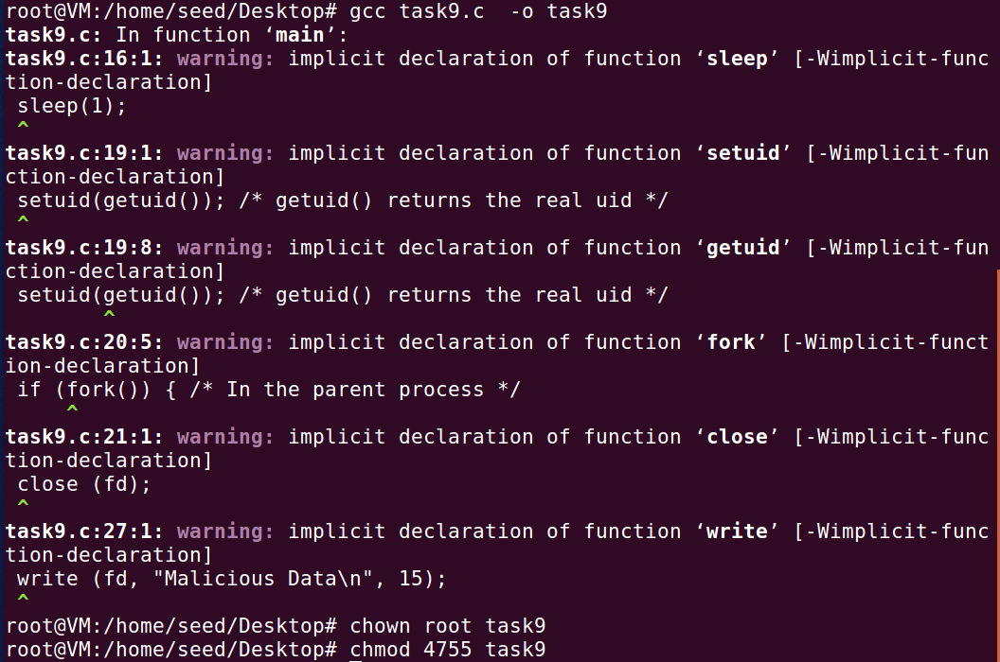 root@VM:/home/seed/Desktop# gcc task9.c  -o task9
task9.c: In function ‘main’:
task9.c:16:1: warning: implicit declaration of function ‘sleep’ [-Wimplicit-func
tion-declaration]
 sleep(1);
 ^
task9.c:19:1: warning: implicit declaration of function ‘setuid’ [-Wimplicit-fun
ction-declaration]
 setuid(getuid()); /* getuid() returns the real uid */
 ^
task9.c:19:8: warning: implicit declaration of function ‘getuid’ [-Wimplicit-fun
ction-declaration]
 setuid(getuid()); /* getuid() returns the real uid */
        ^
task9.c:20:5: warning: implicit declaration of function ‘fork’ [-Wimplicit-funct
ion-declaration]
 if (fork()) { /* In the parent process */
     ^
task9.c:21:1: warning: implicit declaration of function ‘close’ [-Wimplicit-func
tion-declaration]
 close (fd);
 ^
task9.c:27:1: warning: implicit declaration of function ‘write’ [-Wimplicit-func
tion-declaration]
 write (fd, "Malicious Data\n", 15);
 ^
root@VM:/home/seed/Desktop# chown root task9
root@VM:/home/seed/Desktop# chmod 4755 task9